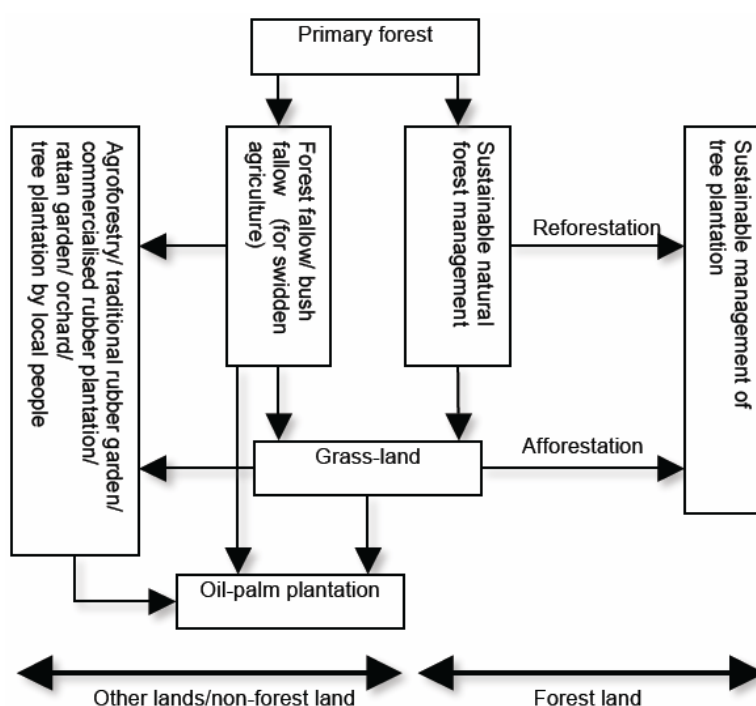 Primary forest
Agroforestry/ traditional rubber garden/
commercialised rubber plantation/
rattan garden/ orchard/
tree plantation by local people
Forest fallow/ bush
fallow (for swidden
agriculture)
Sustainable natural
forest management
Reforestation
Sustainable management of
tree plantation
Grass-land
Afforestation
Oil-palm plantation
Other lands/non-forest land
Forest land